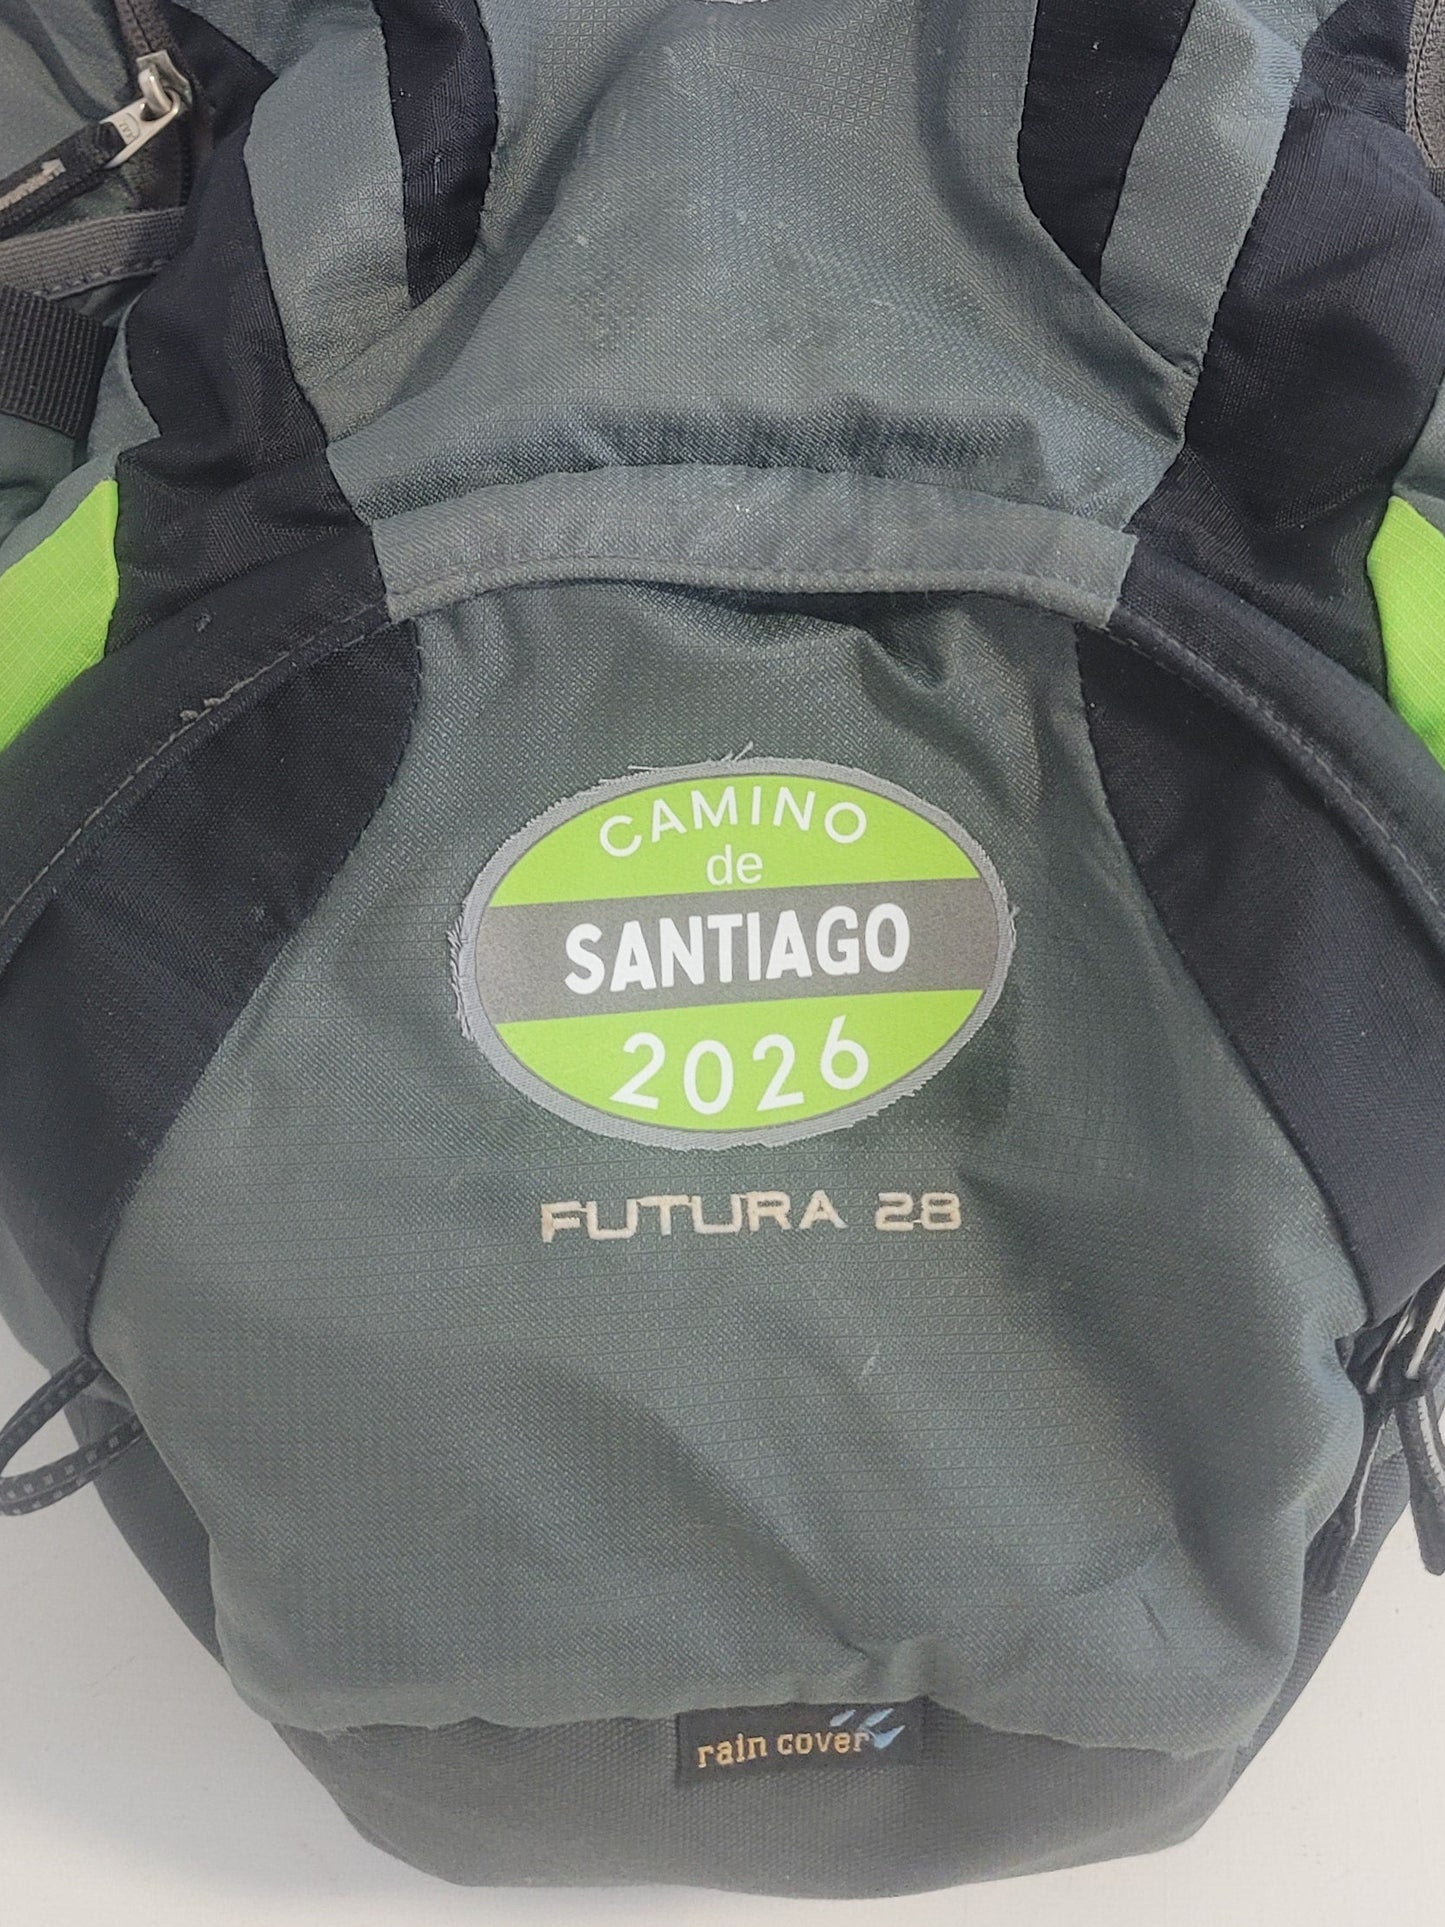 CAMINO
de
SANTIAGO
2026
FUTURA 28
rain cover